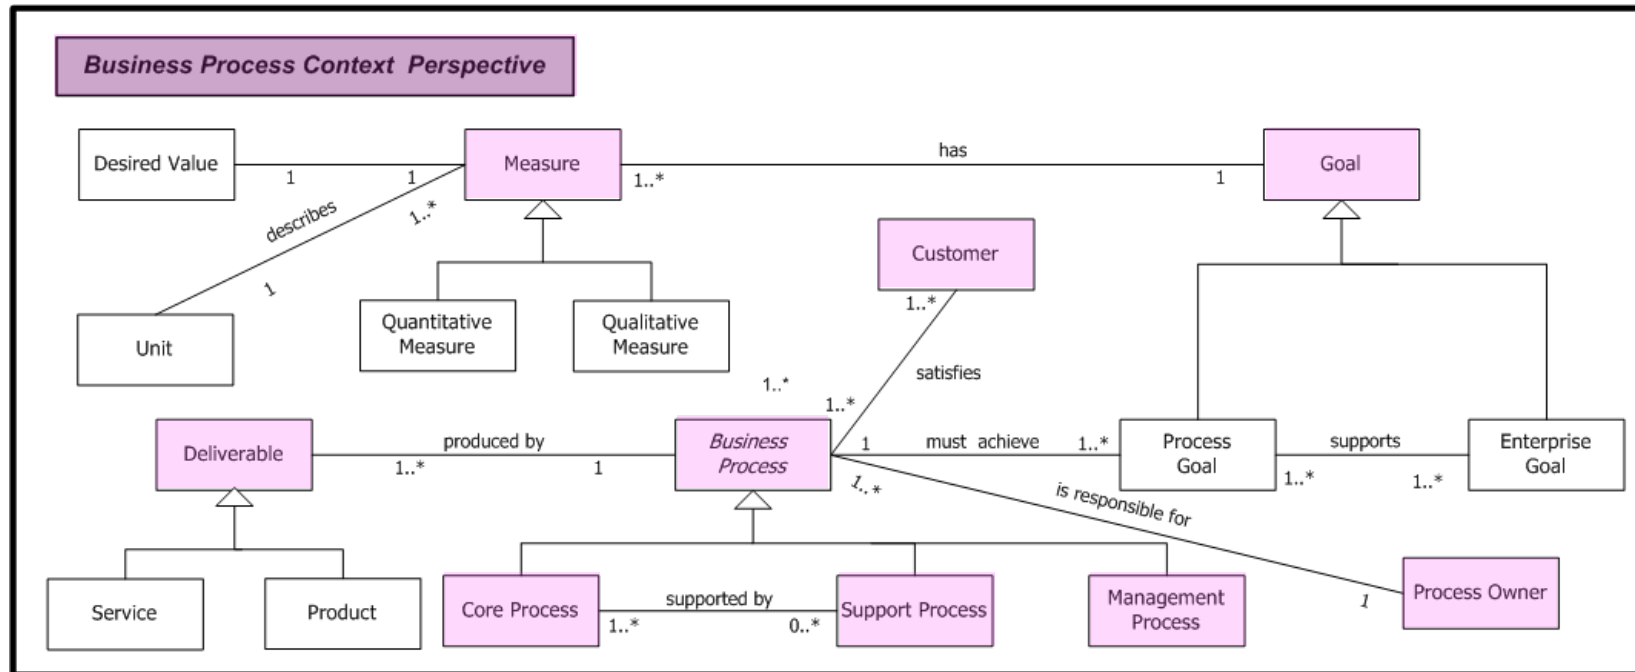 Business Process Context Perspective
Desired Value
1
1
Measure
1..*
has
1
Goal
describes
1..*
1
Unit
Quantitative
Measure
Qualitative
Measure
Customer
1..*
satisfies
1..*
1..*
Deliverable
produced by
1..*
1
Business
Process
1
must achieve
1..*
Process
Goal
supports
1..*
1..*
Enterprise
Goal
1..*
is responsible for
1
Process Owner
Service
Product
Core Process
supported by
1..*
0..*
Support Process
Management
Process